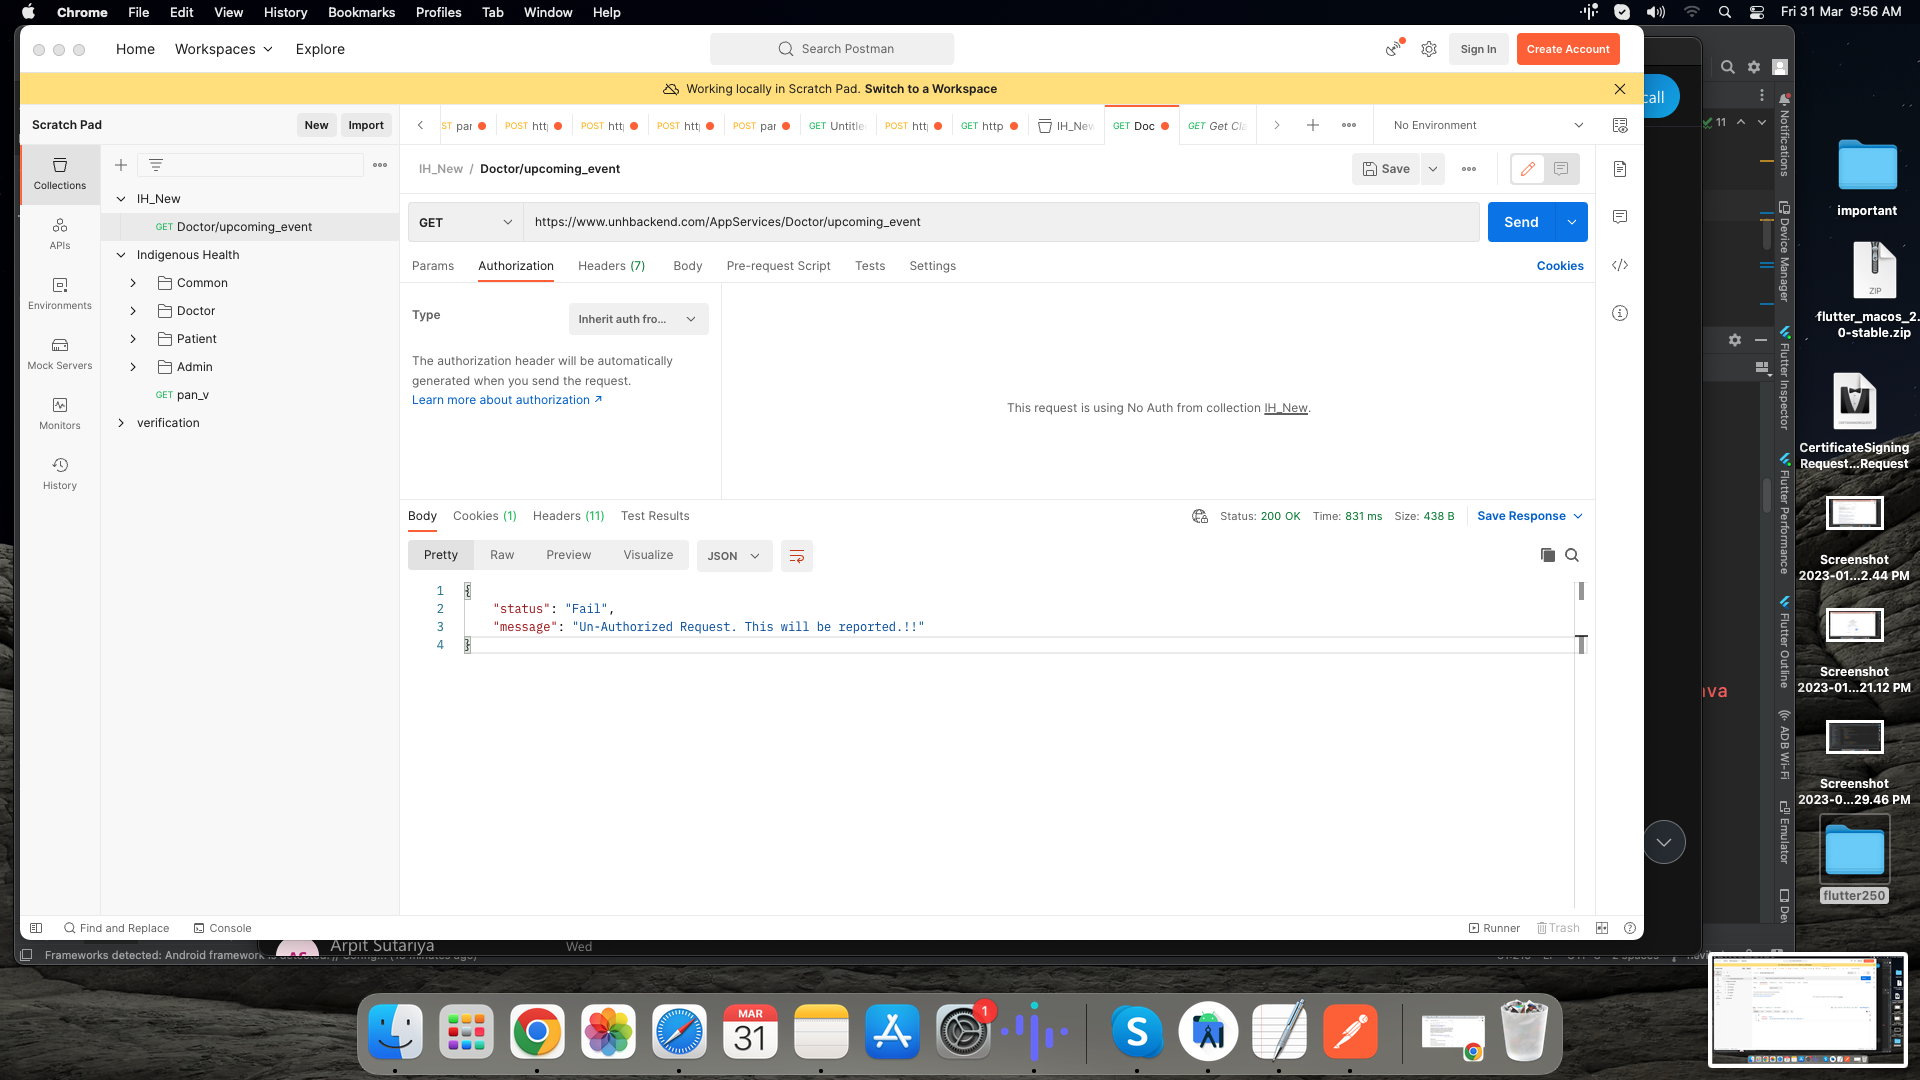 Chrome File Edit View History Bookmarks Profiles Tab Window Help
Fri 31 Mar 9:56 AM
Home Workspaces Explore
Search Postman
Sign In
Create Account
Working locally in Scratch Pad. Switch to a Workspace
Scratch Pad
New
Import
par
POST
POST
POST
POST par
GET Untitle
POST
GET http
IH_New
GET Doc
GET Get Cla
No Environment
Collections
APIs
Environments
Mock Servers
Monitors
History
IH_New
GET Doctor/upcoming_event
Indigenous Health
Common
Doctor
Patient
Admin
GET pan_v
verification
IH_New / Doctor/upcoming_event
Save
GET
https://www.unhbackend.com/AppServices/Doctor/upcoming_event
Send
Params Authorization Headers (7) Body Pre-request Script Tests Settings
Cookies
Type
Inherit auth fro...
The authorization header will be automatically
generated when you send the request.
Learn more about authorization ↗
This request is using No Auth from collection IH_New.
Body Cookies (1) Headers (11) Test Results
Status: 200 OK Time: 831 ms Size: 438 B
Save Response
Pretty Raw Preview Visualize
JSON
1 {
2 "status": "Fail",
3 "message": "Un-Authorized Request. This will be reported.!!"
4 }
Find and Replace
Console
Runner
Trash
Arpit Sutariya
Wed
Frameworks detected: Android framework is detected.
call
11
Notifications
Device Manager
Flutter Inspector
Flutter Performance
Flutter Outline
ADB Wi-Fi
Emulator
important
ZIP
flutter_macos_2.
0-stable.zip
CertificateSigning
Request...Request
Screenshot
2023-01...2.44 PM
Screenshot
2023-01...21.12 PM
Screenshot
2023-0...29.46 PM
flutter250
MAR
31
1